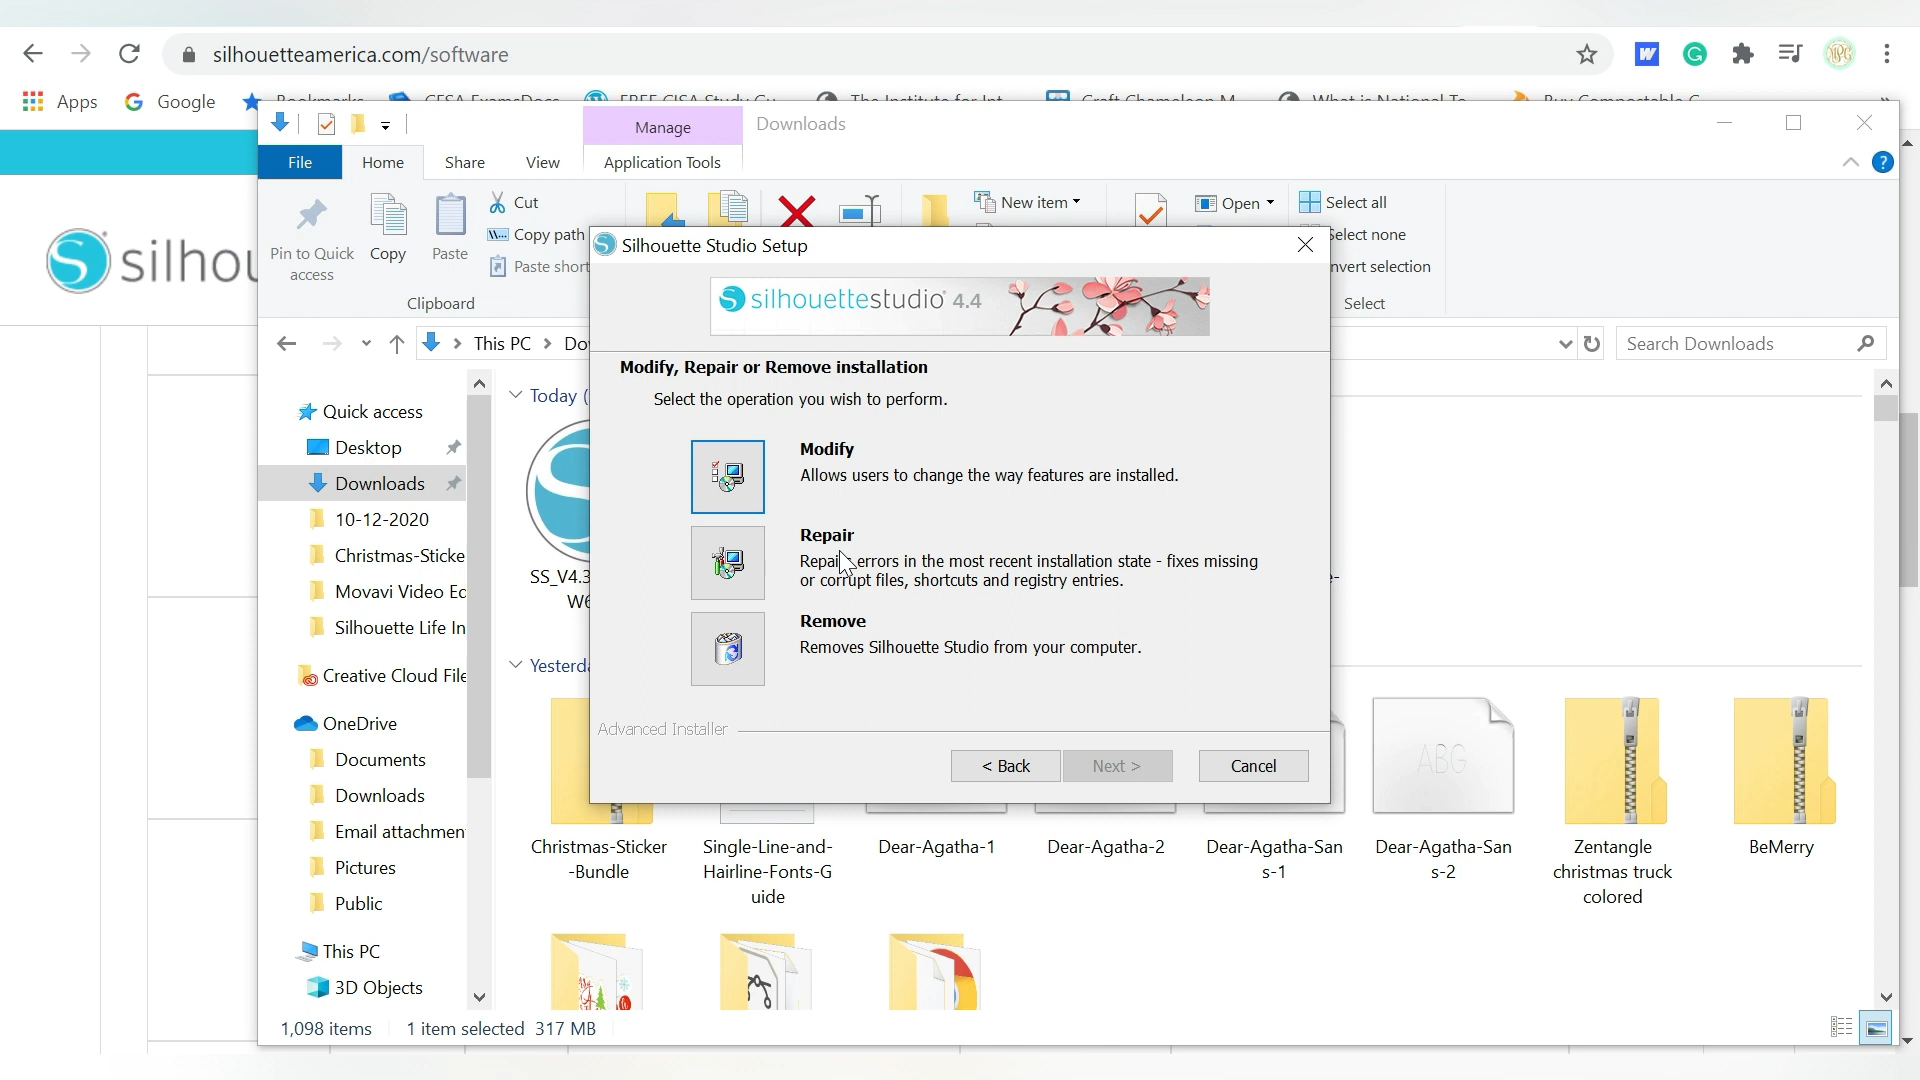 silhouetteamerica.com/software
Apps
Google
Manage
Downloads
File
Home
Share
View
Application Tools
Cut
Copy path
Pin to Quick access
Copy
Paste
New item
Open
Select all
Select none
nvert selection
Clipboard
Select
silhou
This PC
Search Downloads
Quick access
Desktop
Downloads
10-12-2020
Christmas-Sticke
Movavi Video Ec
Silhouette Life In
Creative Cloud File
OneDrive
Documents
Downloads
Email attachmen
Pictures
Public
This PC
3D Objects
Today (
SS_V4.3
Silhouette Studio Setup
silhouettestudio 4.4
Modify, Repair or Remove installation
Select the operation you wish to perform.
Modify
Allows users to change the way features are installed.
Repair
Repair errors in the most recent installation state - fixes missing
or corrupt files, shortcuts and registry entries.
Remove
Removes Silhouette Studio from your computer.
Advanced Installer
< Back
Next >
Cancel
ABG
Christmas-Sticker
-Bundle
Single-Line-and-
Hairline-Fonts-G
uide
Dear-Agatha-1
Dear-Agatha-2
Dear-Agatha-San
s-1
Dear-Agatha-San
s-2
Zentangle
christmas truck
colored
BeMerry
1,098 items
1 item selected 317 MB